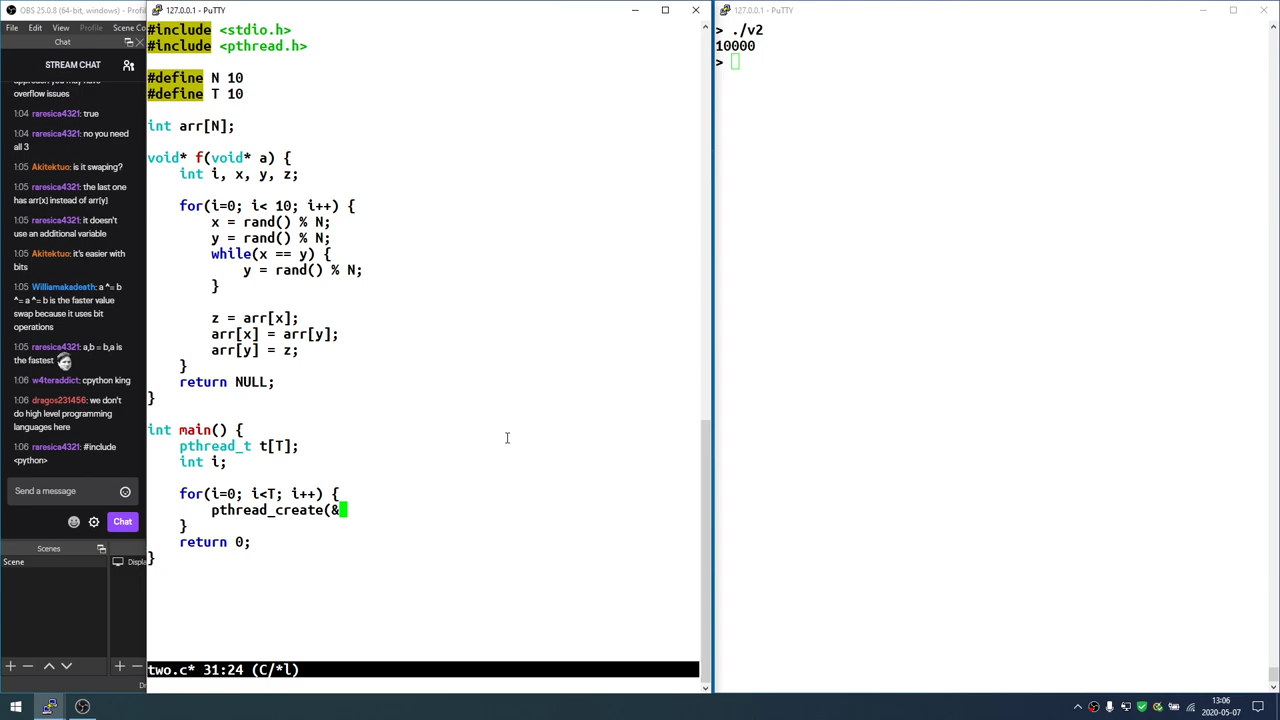 OBS 25.0.8 (64-bit, windows) - Profil
File Edit View Profile Scene Co
Chat
STREAM CHAT
approach you may have
overflow issues
1:04 raresica4321: true
1:04 raresica4321: no you need
all 3
1:05 Akitektuo: is it swaping?
1:05 raresica4321: the last one
has arr[x] instead of arr[y]
1:05 raresica4321: it doesn't
use an additional variable
1:05 Akitektuo: it's easier with
bits
1:05 Williamakadeath: a ^= b
^= a ^= b is the faster value
swap because it uses bit
operations
1:05 raresica4321: a,b = b,a is
the fastest
1:06 w4teraddict: cpython king
1:06 dragos231456: we don't
do high level programming
languages here
1:06 raresica4321: #include
<python>
Send a message
Chat
Scenes
Scene
Displa
127.0.0.1 - PuTTY
#include <stdio.h>
#include <pthread.h>
#define N 10
#define T 10
int arr[N];
void* f(void* a) {
int i, x, y, z;
for(i=0; i< 10; i++) {
x = rand() % N;
y = rand() % N;
while(x == y) {
y = rand() % N;
}
z = arr[x];
arr[x] = arr[y];
arr[y] = z;
}
return NULL;
}
int main() {
pthread_t t[T];
int i;
for(i=0; i<T; i++) {
pthread_create(&
}
return 0;
}
two.c* 31:24 (C/*l)
127.0.0.1 - PuTTY
> ./v2
10000
>
13:06
2020-05-07